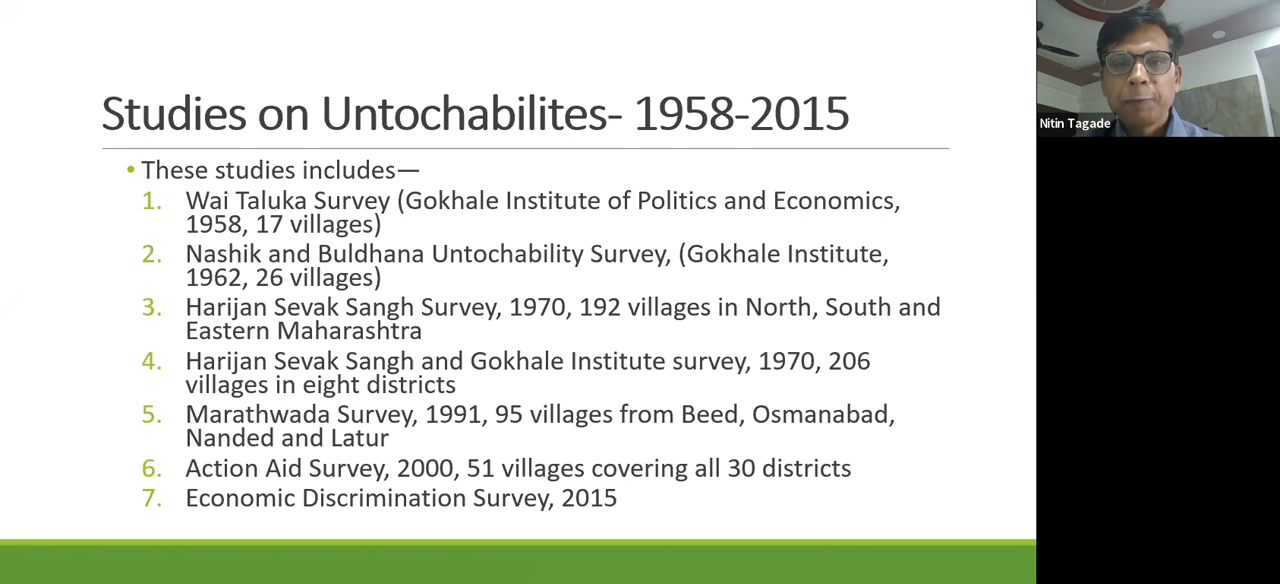 Studies on Untochabilites- 1958-2015
• These studies includes—
1. Wai Taluka Survey (Gokhale Institute of Politics and Economics,
1958, 17 villages)
2. Nashik and Buldhana Untochability Survey, (Gokhale Institute,
1962, 26 villages)
3. Harijan Sevak Sangh Survey, 1970, 192 villages in North, South and
Eastern Maharashtra
4. Harijan Sevak Sangh and Gokhale Institute survey, 1970, 206
villages in eight districts
5. Marathwada Survey, 1991, 95 villages from Beed, Osmanabad,
Nanded and Latur
6. Action Aid Survey, 2000, 51 villages covering all 30 districts
7. Economic Discrimination Survey, 2015
Nitin Tagade